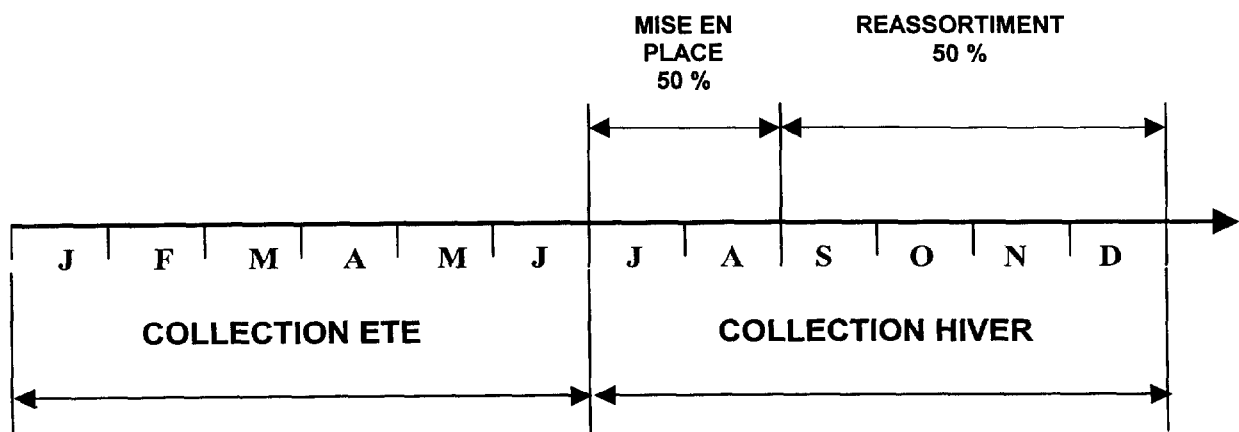 MISE EN
PLACE
50 %
REASSORTIMENT
50 %
J F M A M J J A S O N D
COLLECTION ETE
COLLECTION HIVER